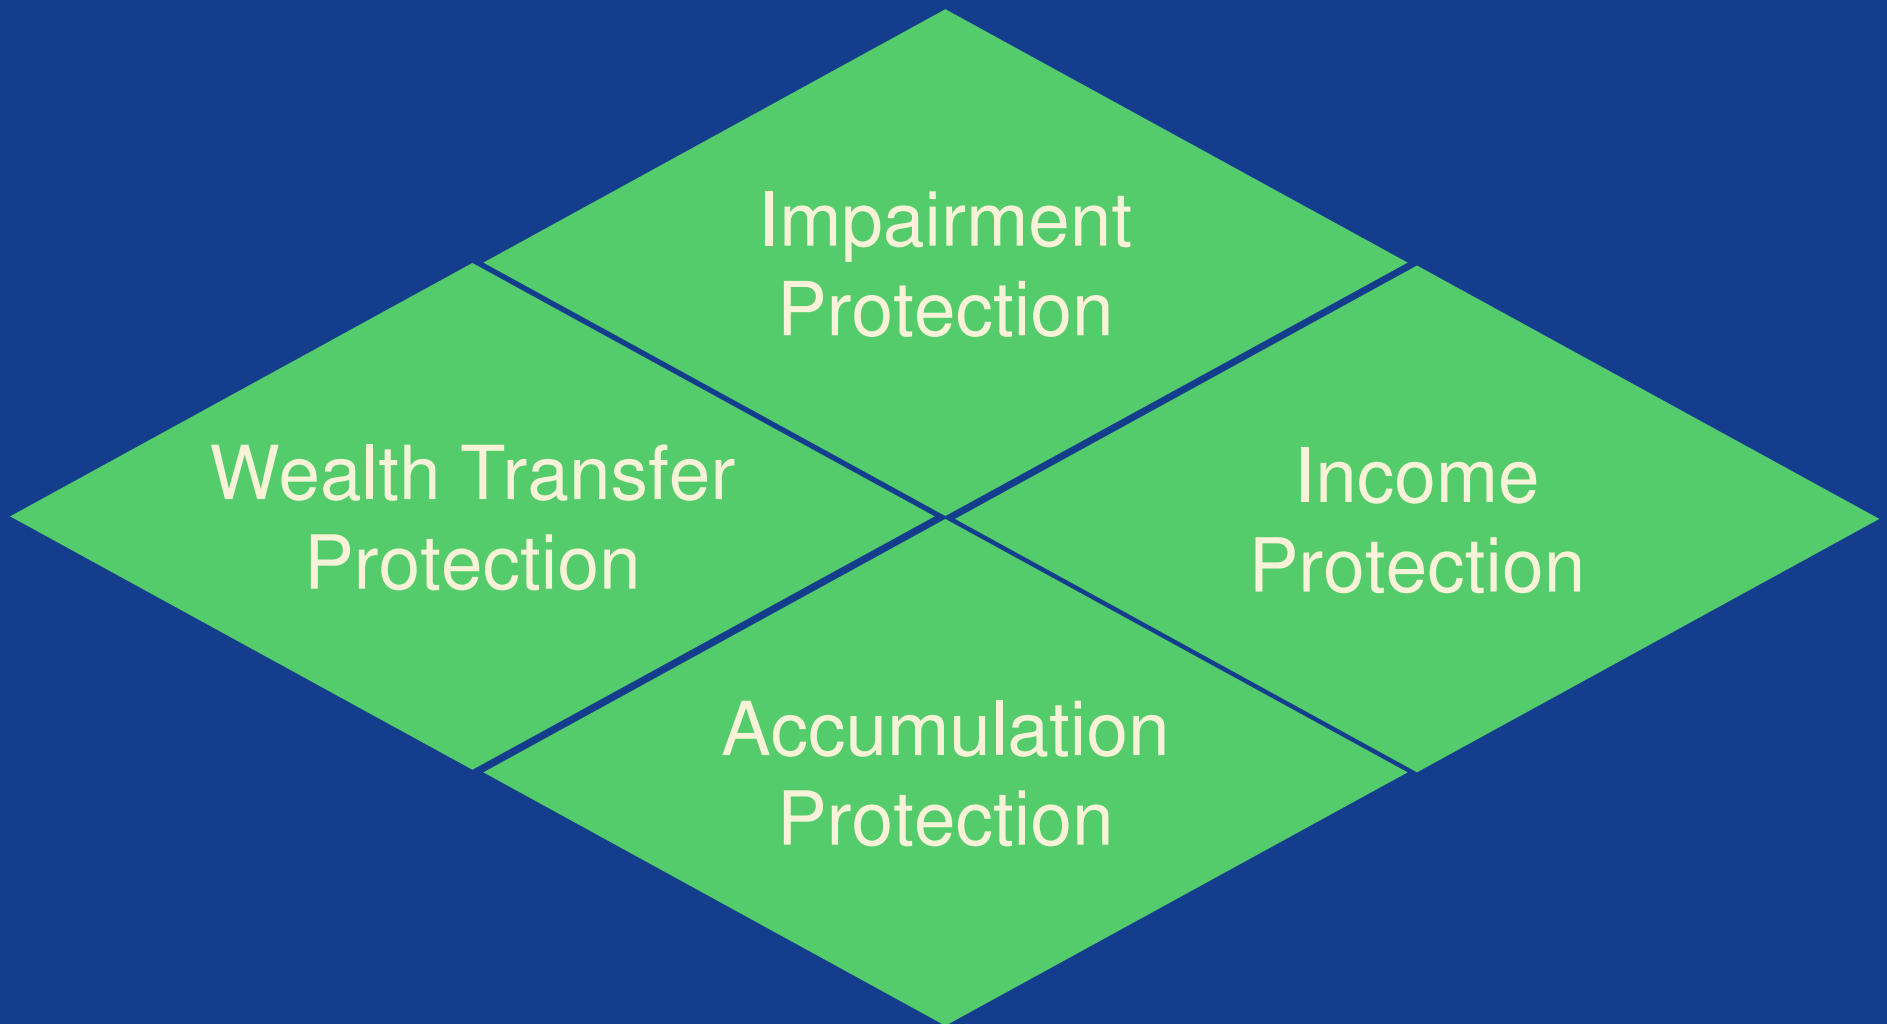 Impairment
Protection
Wealth Transfer
Protection
Income
Protection
Accumulation
Protection